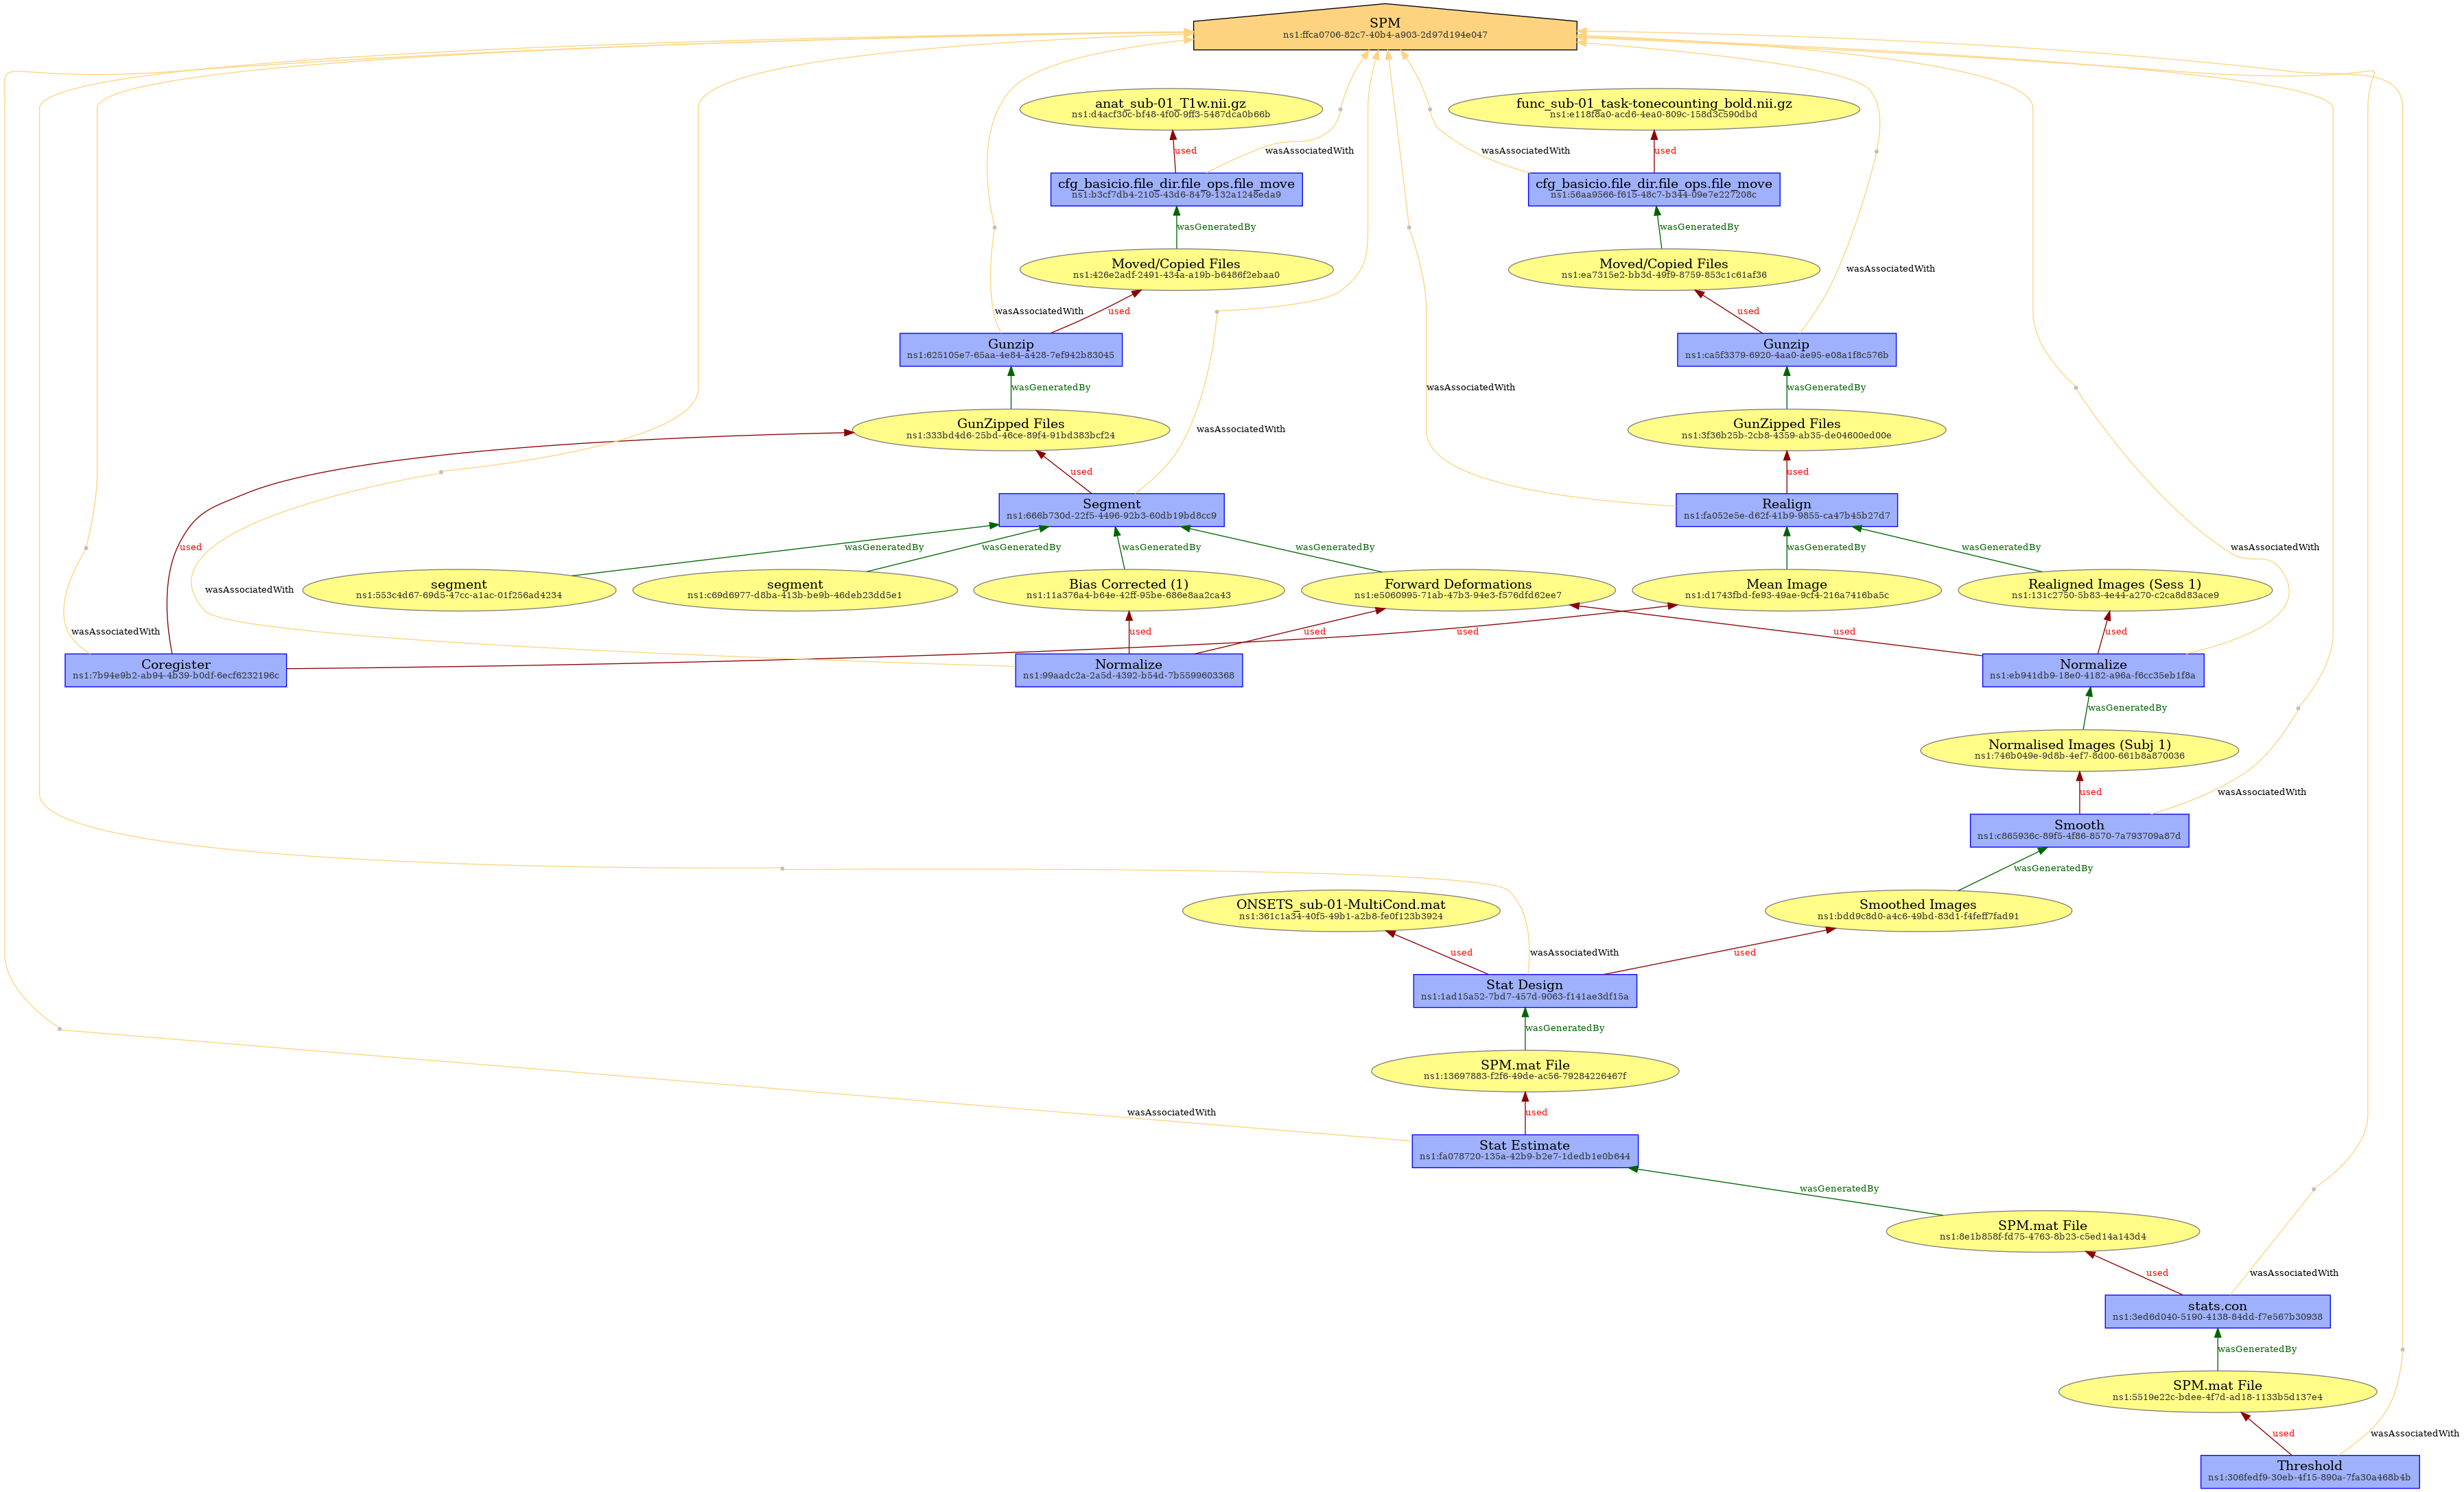 SPM
ns1:ffca0706-82c7-40b4-a903-2d97d194e047
anat_sub-01_T1w.nii.gz
ns1:d4acf30c-bf48-4f00-9ff3-5487dca0b66b
func_sub-01_task-tonecounting_bold.nii.gz
ns1:e118f8a0-acd6-4ea0-809c-158d3c590dbd
used
wasAssociatedWith
wasAssociatedWith
used
cfg_basicio.file_dir.file_ops.file_move
ns1:b3cf7db4-2105-43d6-8479-132a1248eda9
cfg_basicio.file_dir.file_ops.file_move
ns1:56aa9566-f615-48c7-b344-09e7e227208c
wasGeneratedBy
wasGeneratedBy
Moved/Copied Files
ns1:426e2adf-2491-434a-a19b-b6486f2ebaa0
Moved/Copied Files
ns1:ea7315e2-bb3d-49f9-8759-853c1c61af36
wasAssociatedWith
wasAssociatedWith
used
used
Gunzip
ns1:625105e7-65aa-4e84-a428-7ef942b83045
Gunzip
ns1:ca5f3379-6920-4aa0-ae95-e08a1f8c576b
wasGeneratedBy
wasAssociatedWith
wasGeneratedBy
GunZipped Files
ns1:333bd4d6-25bd-46ce-89f4-91bd383bcf24
wasAssociatedWith
GunZipped Files
ns1:3f36b25b-2cb8-4359-ab35-de04600ed00e
used
used
Segment
ns1:666b730d-22f5-4496-92b3-60db19bd8cc9
Realign
ns1:fa052e5e-d62f-41b9-9855-ca47b45b27d7
used
wasGeneratedBy
wasGeneratedBy
wasGeneratedBy
wasGeneratedBy
wasGeneratedBy
wasGeneratedBy
wasAssociatedWith
wasAssociatedWith
segment
ns1:553c4d67-69d5-47cc-a1ac-01f256ad4234
segment
ns1:c69d6977-d8ba-413b-be9b-46deb23dd5e1
Bias Corrected (1)
ns1:11a376a4-b64e-42ff-95be-686e8aa2ca43
Forward Deformations
ns1:e5060995-71ab-47b3-94e3-f576dfd62ee7
Mean Image
ns1:d1743fbd-fe93-49ae-9cf4-216a7416ba5c
Realigned Images (Sess 1)
ns1:131c2750-5b83-4e44-a270-c2ca8d83ace9
wasAssociatedWith
used
used
used
used
used
Coregister
ns1:7b94e9b2-ab94-4b39-b0df-6ecf6232196c
Normalize
ns1:99aadc2a-2a5d-4392-b54d-7b5599603368
Normalize
ns1:eb941db9-18e0-4182-a96a-f6cc35eb1f8a
wasGeneratedBy
Normalised Images (Subj 1)
ns1:746b049e-9d8b-4ef7-8d00-661b8a870036
used
wasAssociatedWith
Smooth
ns1:c865936c-89f5-4f86-8570-7a793709a87d
wasGeneratedBy
ONSETS_sub-01-MultiCond.mat
ns1:361c1a34-40f5-49b1-a2b8-fe0f123b3924
Smoothed Images
ns1:bdd9c8d0-a4c6-49bd-83d1-f4feff7fad91
used
wasAssociatedWith
used
Stat Design
ns1:1ad15a52-7bd7-457d-9063-f141ae3df15a
wasGeneratedBy
SPM.mat File
ns1:13697883-f2f6-49de-ac56-79284226467f
wasAssociatedWith
used
Stat Estimate
ns1:fa078720-135a-42b9-b2e7-1dedb1e0b644
wasGeneratedBy
SPM.mat File
ns1:8e1b858f-fd75-4763-8b23-c5ed14a143d4
used
wasAssociatedWith
stats.con
ns1:3ed6d040-5190-4138-84dd-f7e567b30938
wasGeneratedBy
SPM.mat File
ns1:5519e22c-bdee-4f7d-ad18-1133b5d137e4
used
wasAssociatedWith
Threshold
ns1:306fedf9-30eb-4f15-890a-7fa30a468b4b